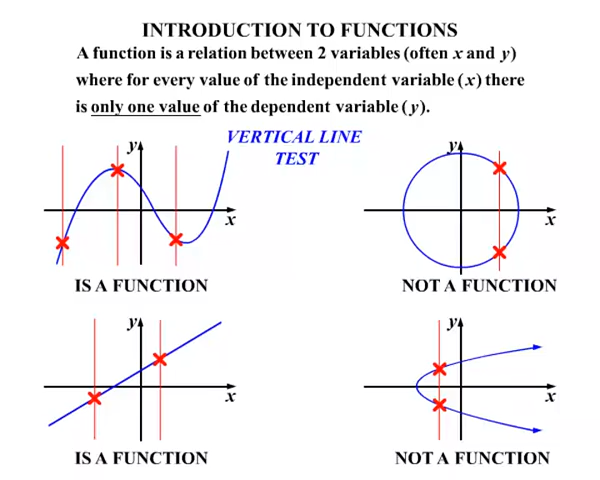 INTRODUCTION TO FUNCTIONS
A function is a relation between 2 variables (often x and y)
where for every value of the independent variable (x) there
is only one value of the dependent variable (y).
VERTICAL LINE
TEST
y
x
IS A FUNCTION
y
x
NOT A FUNCTION
y
x
IS A FUNCTION
y
x
NOT A FUNCTION